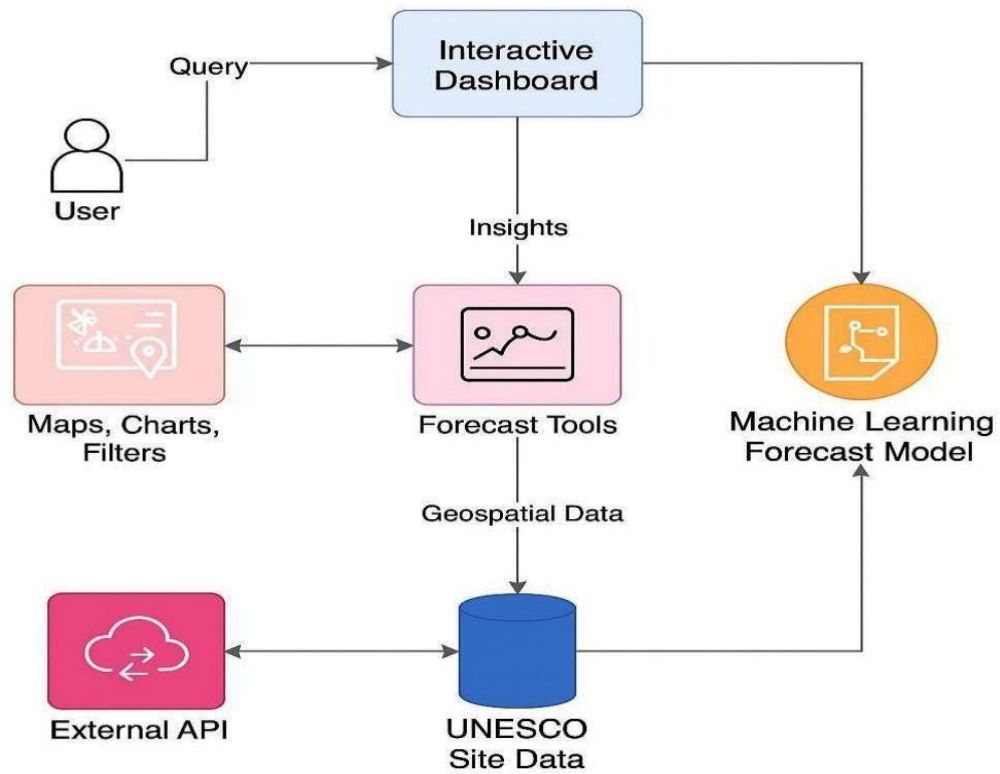 Query
Interactive
Dashboard
User
Insights
Maps, Charts,
Filters
Forecast Tools
Machine Learning
Forecast Model
Geospatial Data
External API
UNESCO
Site Data